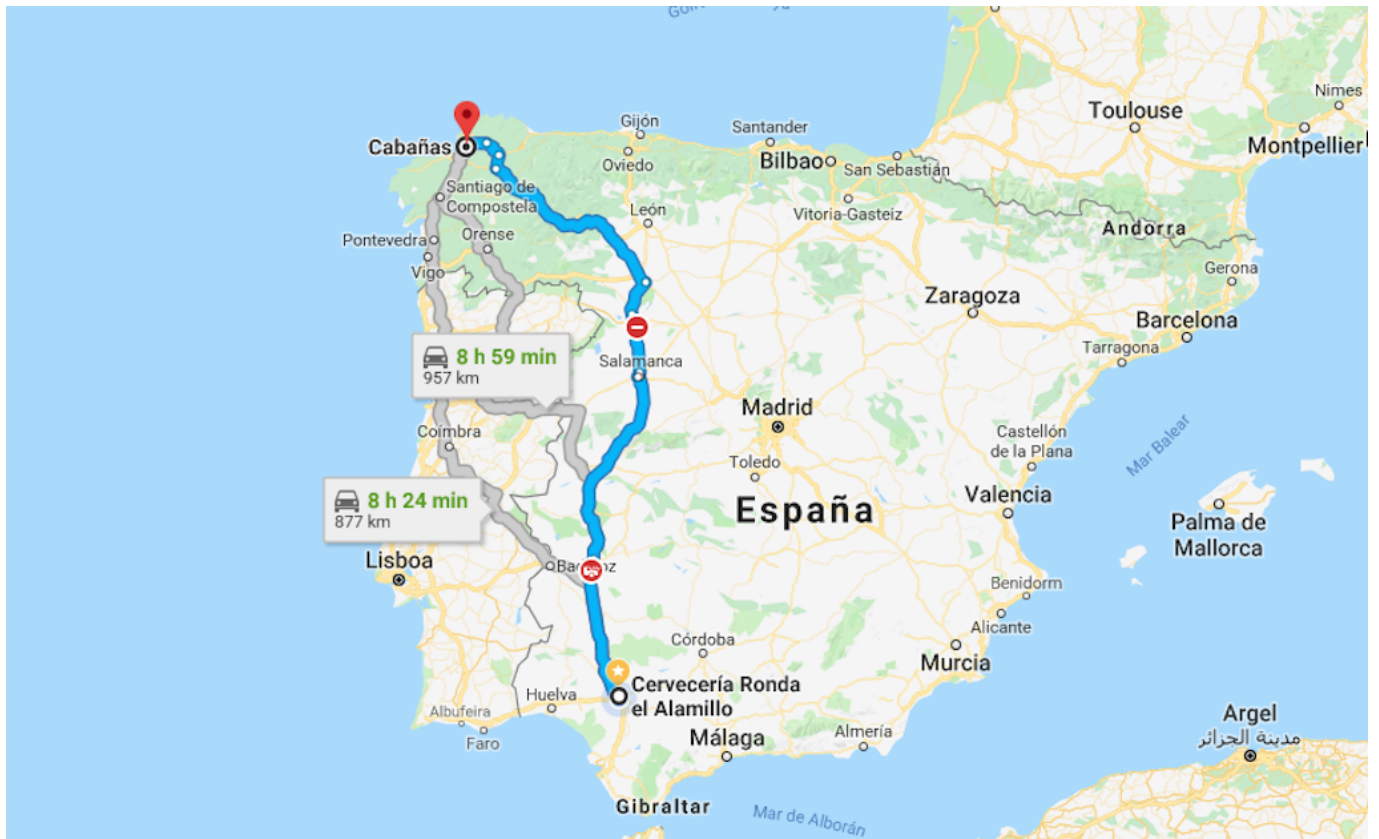 Nimes
Toulouse
Montpellier
Gijón
Santander
Cabañas
Oviedo
Bilbao
San Sebastián
Santiago de
Compostela
León
Vitoria-Gasteiz
Andorra
Pontevedra
Orense
Vigo
Gerona
Zaragoza
Barcelona
Tarragona
8 h 59 min
957 km
Salamanca
Madrid
Coimbra
Castellón
de la Plana
Mar Balear
Toledo
8 h 24 min
877 km
España
Valencia
Palma de
Mallorca
Lisboa
Benidorm
Alicante
Córdoba
Murcia
Cervecería Ronda
el Alamillo
Huelva
Albufeira
Faro
Málaga
Almería
Argel
مدينة الجزائر
Gibraltar
Mar de Alborán